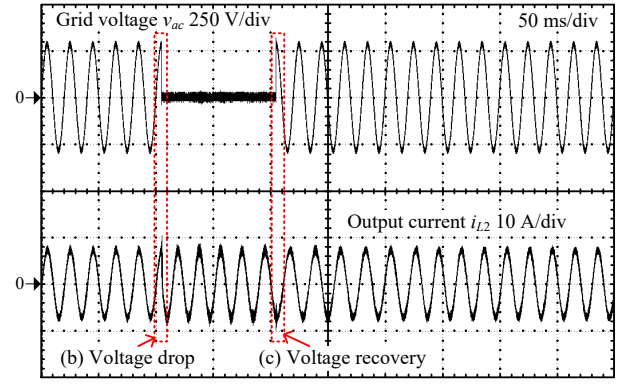 Grid voltage vac 250 V/div
50 ms/div
0
Output current iL2 10 A/div
0
(b) Voltage drop
(c) Voltage recovery